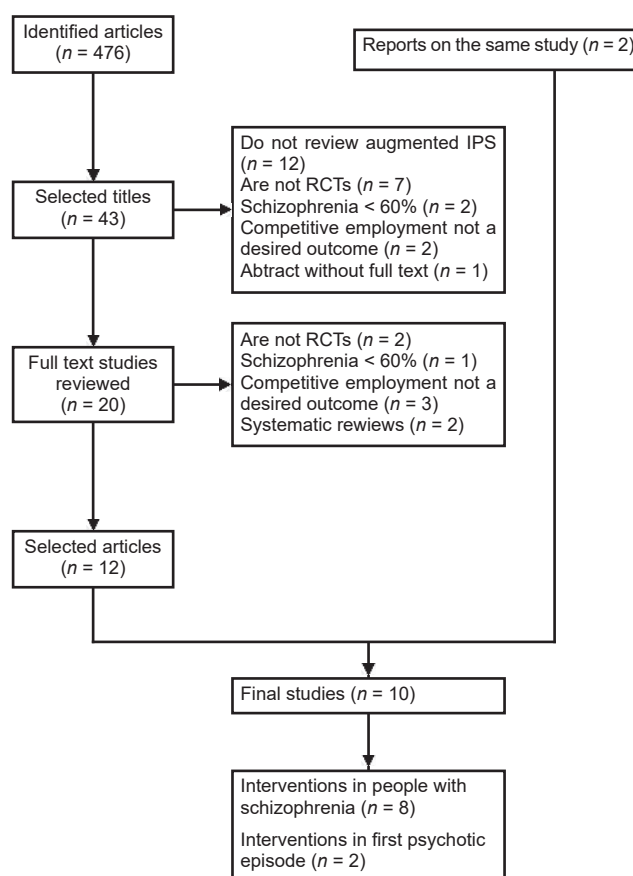 Identified articles
(n = 476)
Reports on the same study (n = 2)
Do not review augmented IPS
(n = 12)
Are not RCTs (n = 7)
Schizophrenia < 60% (n = 2)
Competitive employment not a
desired outcome (n = 2)
Abtract without full text (n = 1)
Selected titles
(n = 43)
Are not RCTs (n = 2)
Schizophrenia < 60% (n = 1)
Competitive employment not a
desired outcome (n = 3)
Systematic rewiews (n = 2)
Full text studies
reviewed
(n = 20)
Selected articles
(n = 12)
Final studies (n = 10)
Interventions in people with
schizophrenia (n = 8)
Interventions in first psychotic
episode (n = 2)